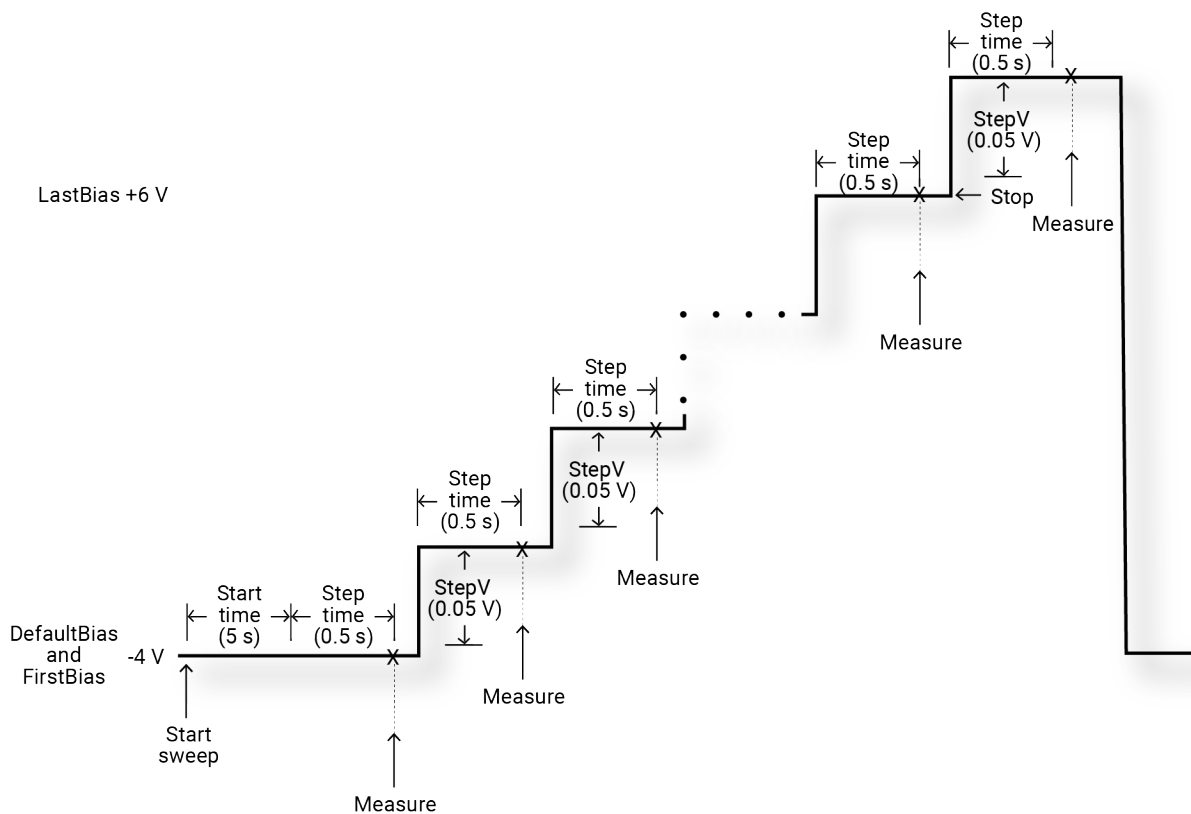 Step
time
(0.5 s)
StepV
(0.05 V)
Step
time
(0.5 s)
LastBias +6 V
Stop
Measure
Measure
Step
time
(0.5 s)
StepV
(0.05 V)
Step
time
(0.5 s)
Measure
StepV
(0.05 V)
Start
time
(5 s)
Step
time
(0.5 s)
DefaultBias
and
FirstBias
-4 V
Measure
Start
sweep
Measure